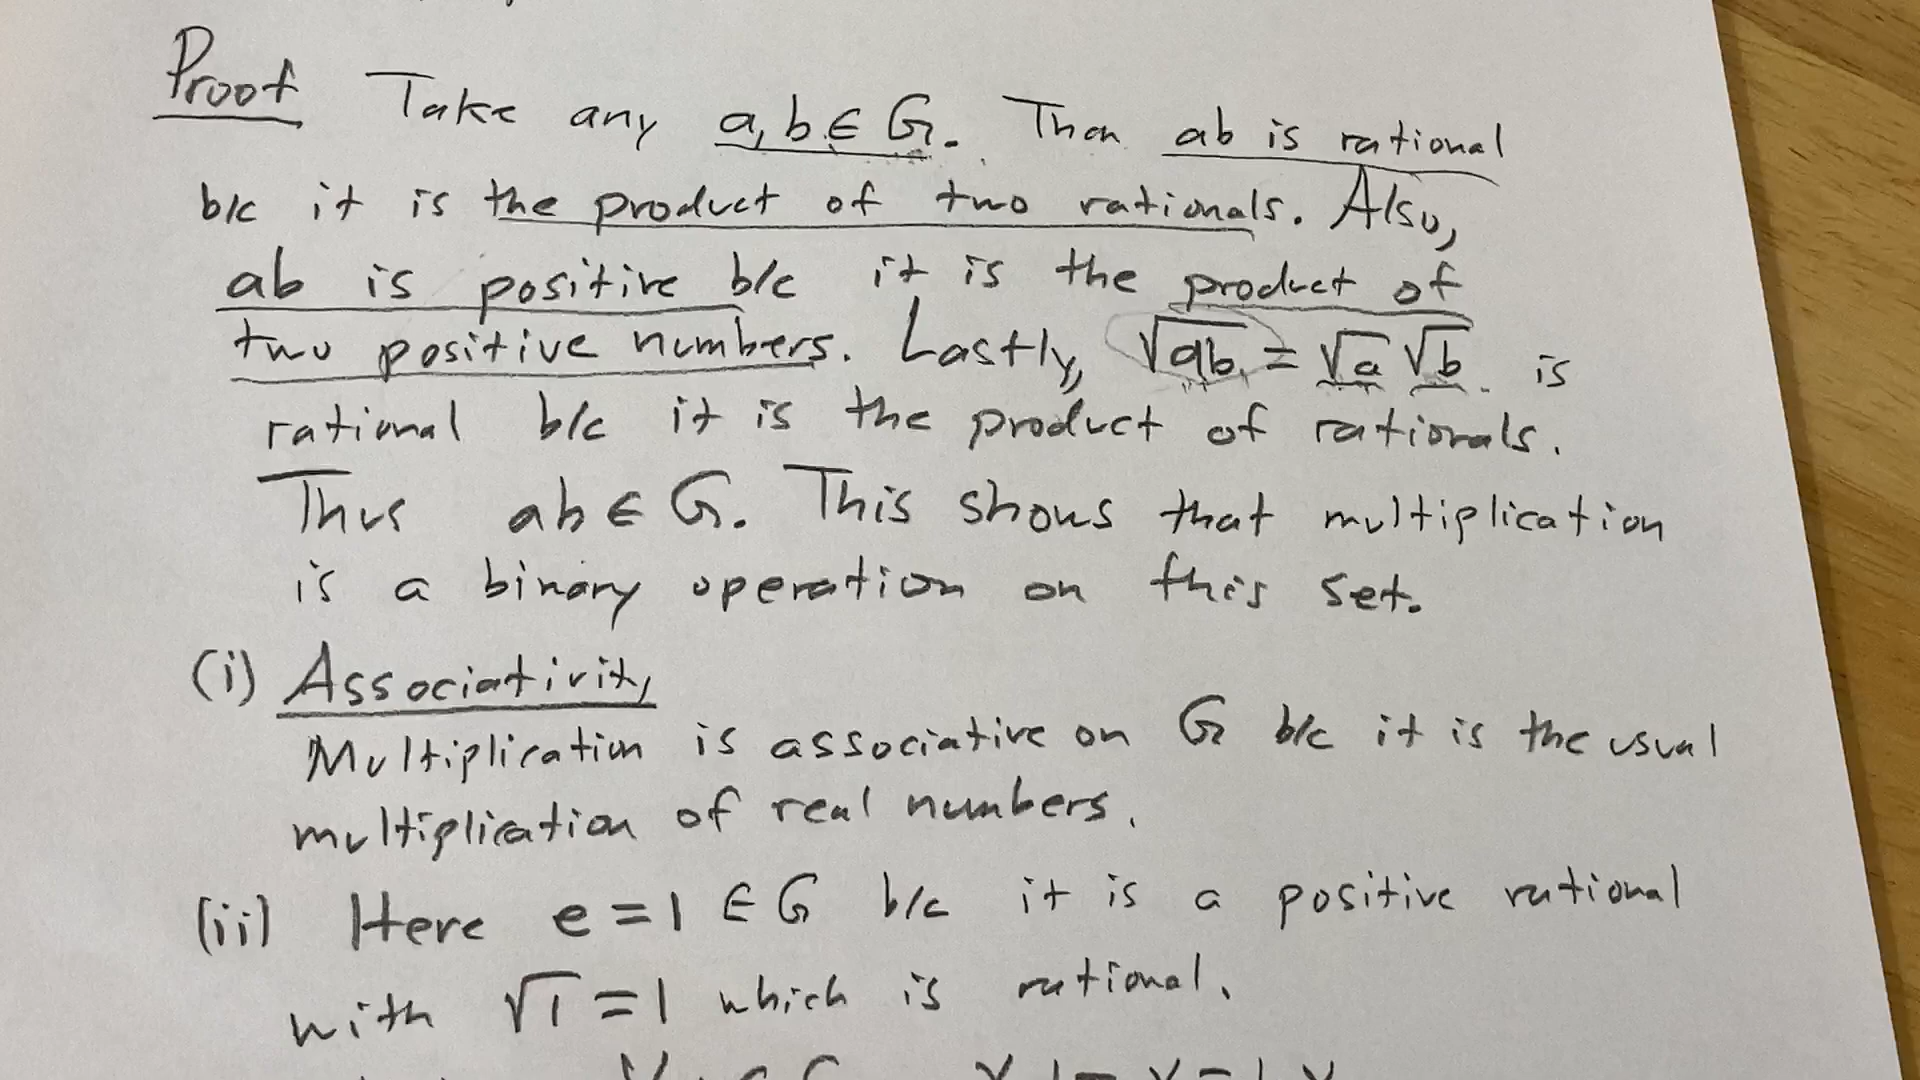 Proof Take any a, b ∈ G. Then ab is rational
b/c it is the product of two rationals. Also,
ab is positive b/c it is the product of
two positive numbers. Lastly, √ab = √a √b is
rational b/c it is the product of rationals.
Thus ab ∈ G. This shows that multiplication
is a binary operation on this set.
(i) Associativity
Multiplication is associative on G b/c it is the usual
multiplication of real numbers.
(ii) Here e = 1 ∈ G b/c it is a positive rational
with √1 = 1 which is rational.